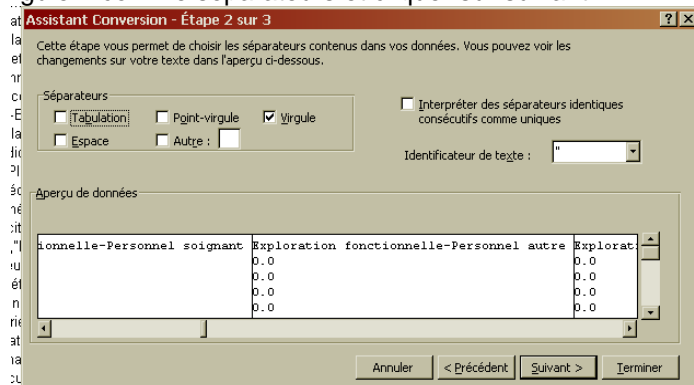 Assistant Conversion - Étape 2 sur 3
Cette étape vous permet de choisir les séparateurs contenus dans vos données. Vous pouvez voir les
changements sur votre texte dans l'aperçu ci-dessous.
Séparateurs
Tabulation Point-virgule Virgule
Espace Autre :
Interpréter des séparateurs identiques
consécutifs comme uniques
Identificateur de texte : "
Aperçu de données
ionnelle-Personnel soignant Exploration fonctionnelle-Personnel autre Explorat
0.0 0.0
0.0 0.0
0.0 0.0
0.0 0.0
Annuler < Précédent Suivant > Terminer